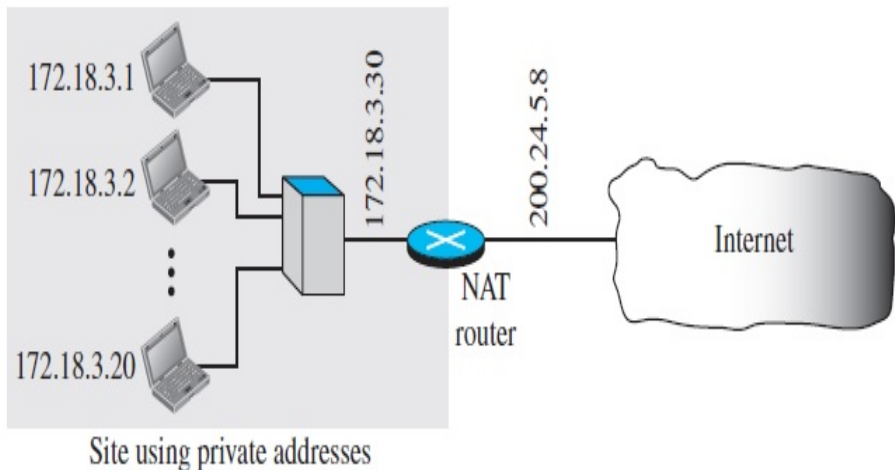 172.18.3.1
172.18.3.2
172.18.3.20
172.18.3.30
200.24.5.8
NAT
router
Internet
Site using private addresses